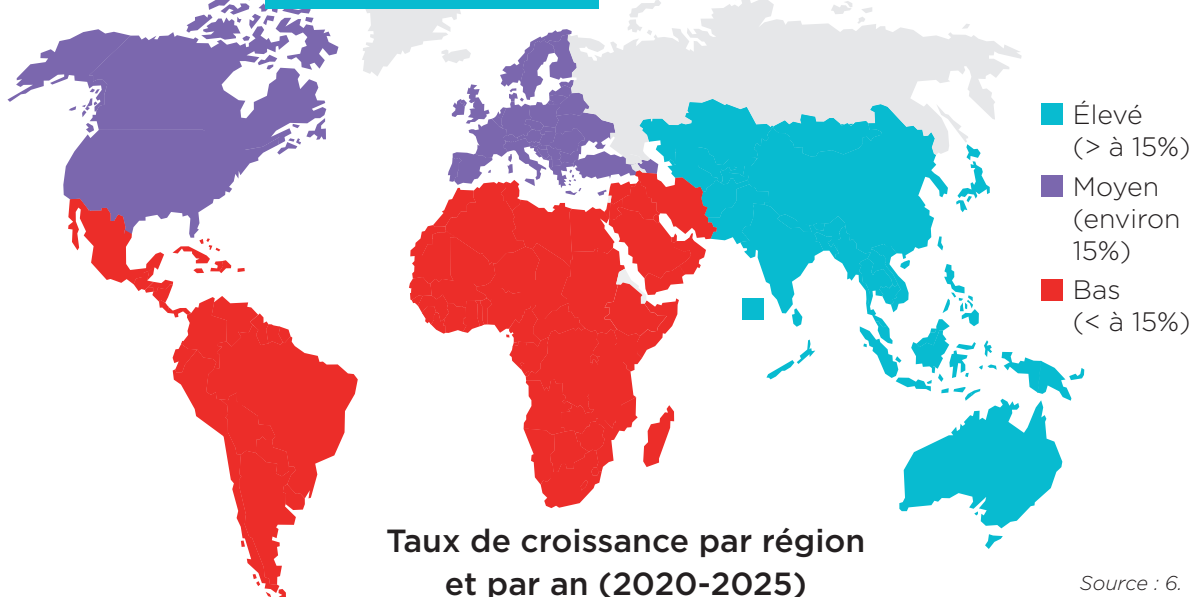 Élevé
(> à 15%)
Moyen
(environ
15%)
Bas
(< à 15%)
Taux de croissance par région
et par an (2020-2025)
Source : 6.